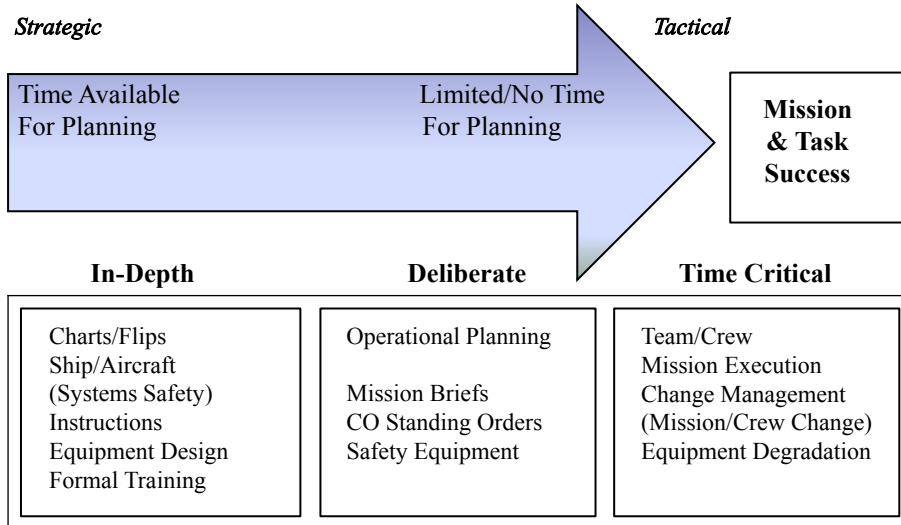 Strategic
Tactical
Time Available
For Planning
Limited/No Time
For Planning
Mission
& Task
Success
In-Depth
Deliberate
Time Critical
Charts/Flips
Ship/Aircraft
(Systems Safety)
Instructions
Equipment Design
Formal Training
Operational Planning
Mission Briefs
CO Standing Orders
Safety Equipment
Team/Crew
Mission Execution
Change Management
(Mission/Crew Change)
Equipment Degradation